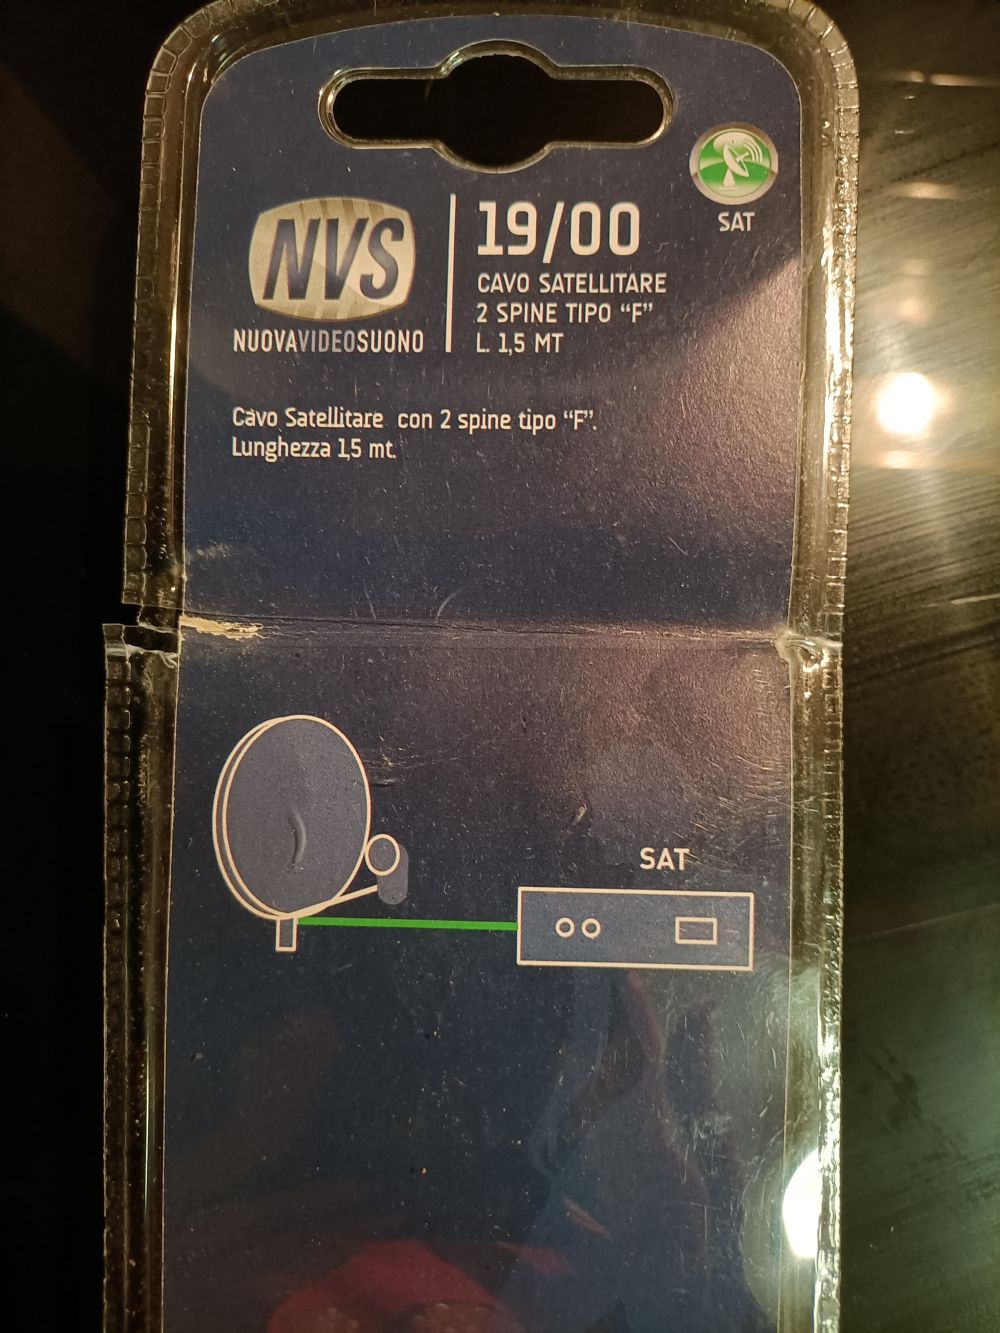 SAT
NVS
NUOVAVIDEOSUONO
19/00
CAVO SATELLITARE
2 SPINE TIPO “F”
L. 1,5 MT
Cavo Satellitare con 2 spine tipo “F”.
Lunghezza 1,5 mt.
SAT